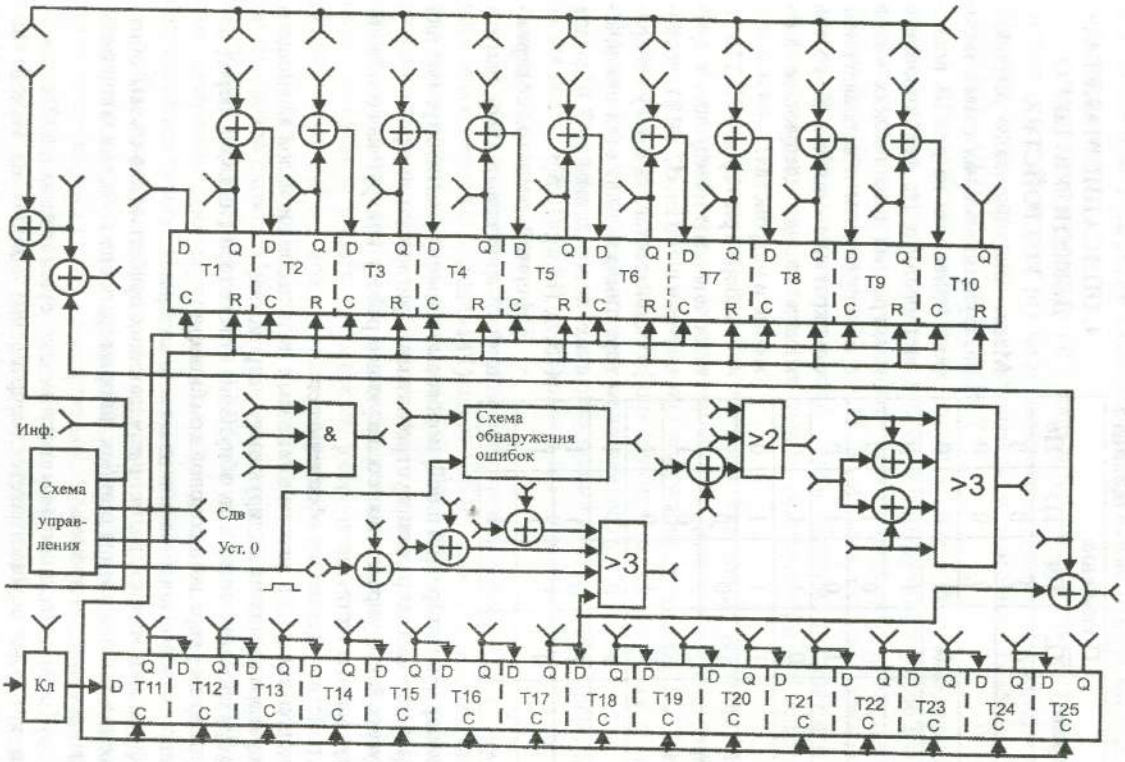 D Q D Q D Q D Q D Q D Q D Q D Q D Q D Q
T1 T2 T3 T4 T5 T6 T7 T8 T9 T10
C R C R C R C R C R C R C R C R C R C R
Инф.
Схема
управ-
ления
Сдв
Уст. 0
&
Схема
обнаружения
ошибок
>2
>3
>3
Кл
Q D Q D Q D Q D Q D Q D Q D Q D Q D Q D Q D Q D Q D Q D Q
D T11 T12 T13 T14 T15 T16 T17 T18 T19 T20 T21 T22 T23 T24 T25
C C C C C C C C C C C C C C C